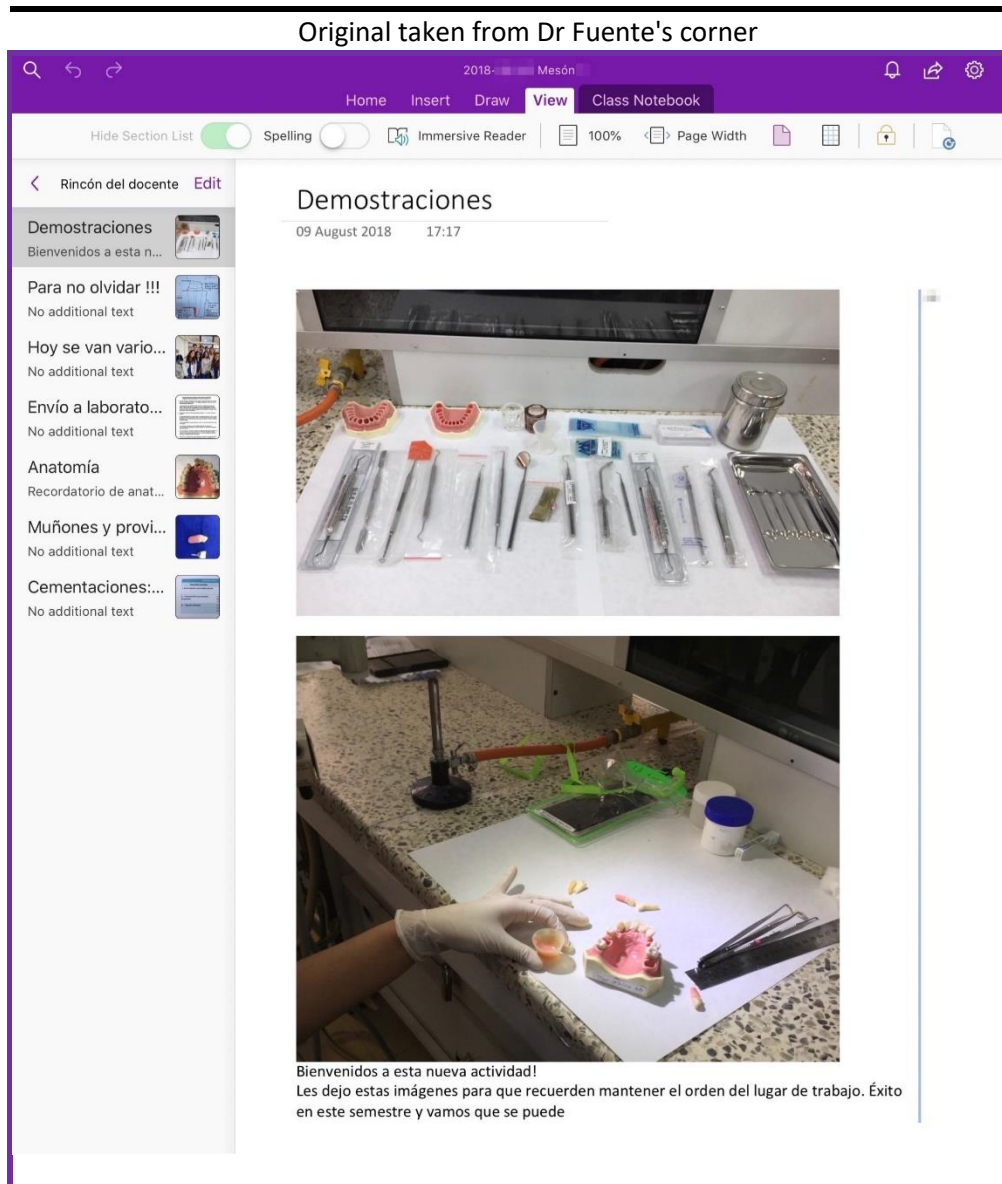 Original taken from Dr Fuente's corner
2018- Mesón
Home Insert Draw View Class Notebook
Hide Section List Spelling Immersive Reader 100% Page Width
Rincón del docente Edit
Demostraciones
Bienvenidos a esta n...
Para no olvidar !!!
No additional text
Hoy se van vario...
No additional text
Envío a laborato...
No additional text
Anatomía
Recordatorio de anat...
Muñones y provi...
No additional text
Cementaciones:...
No additional text
Demostraciones
09 August 2018 17:17
Bienvenidos a esta nueva actividad!
Les dejo estas imágenes para que recuerden mantener el orden del lugar de trabajo. Éxito
en este semestre y vamos que se puede